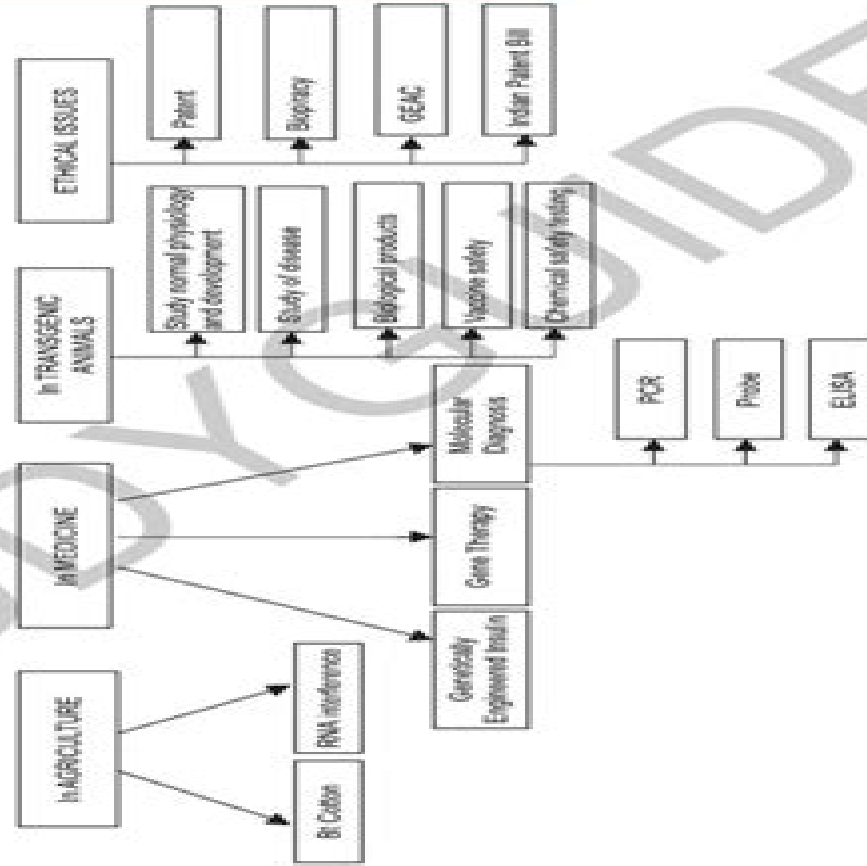 In AGRICULTURE
Bt Cotton
RNA interference
In MEDICINE
Genetically
Engineered Insulin
Gene Therapy
Molecular
Diagnosis
PCR
Probe
ELISA
In TRANSGENIC
ANIMALS
Study normal physiology
and development
Study of disease
Biological products
Vaccine safety
Chemical safety testing
ETHICAL ISSUES
Patent
Biopiracy
GEAC
Indian Patent Bill
DYGUIDE